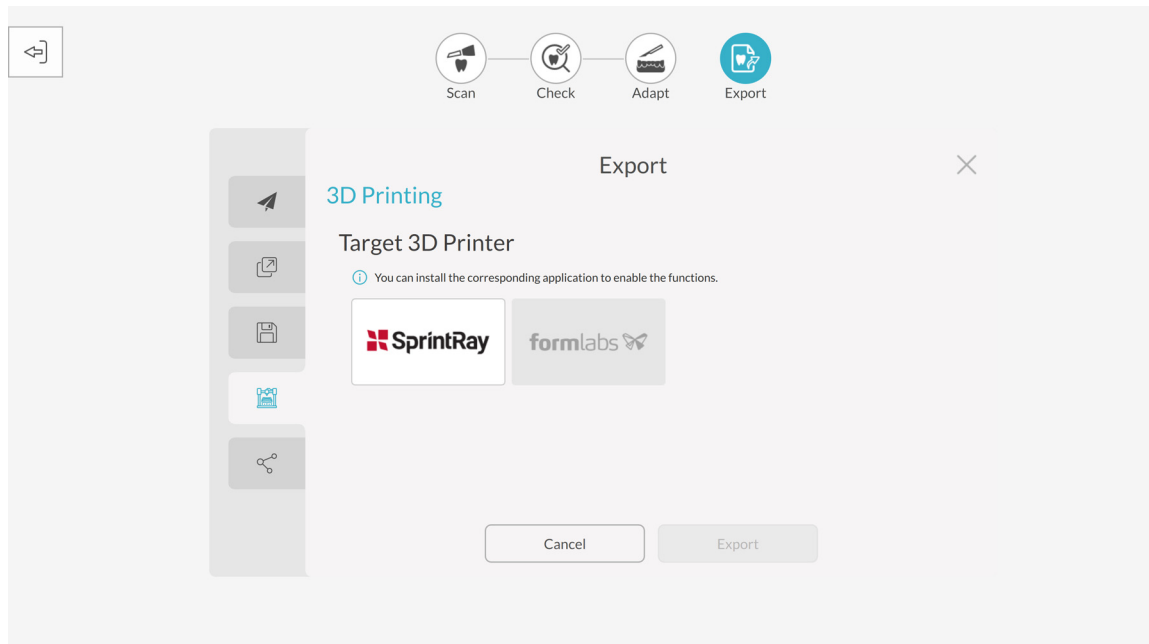 Scan
Check
Adapt
Export
Export
3D Printing
Target 3D Printer
You can install the corresponding application to enable the functions.
SprintRay
formlabs
Cancel
Export